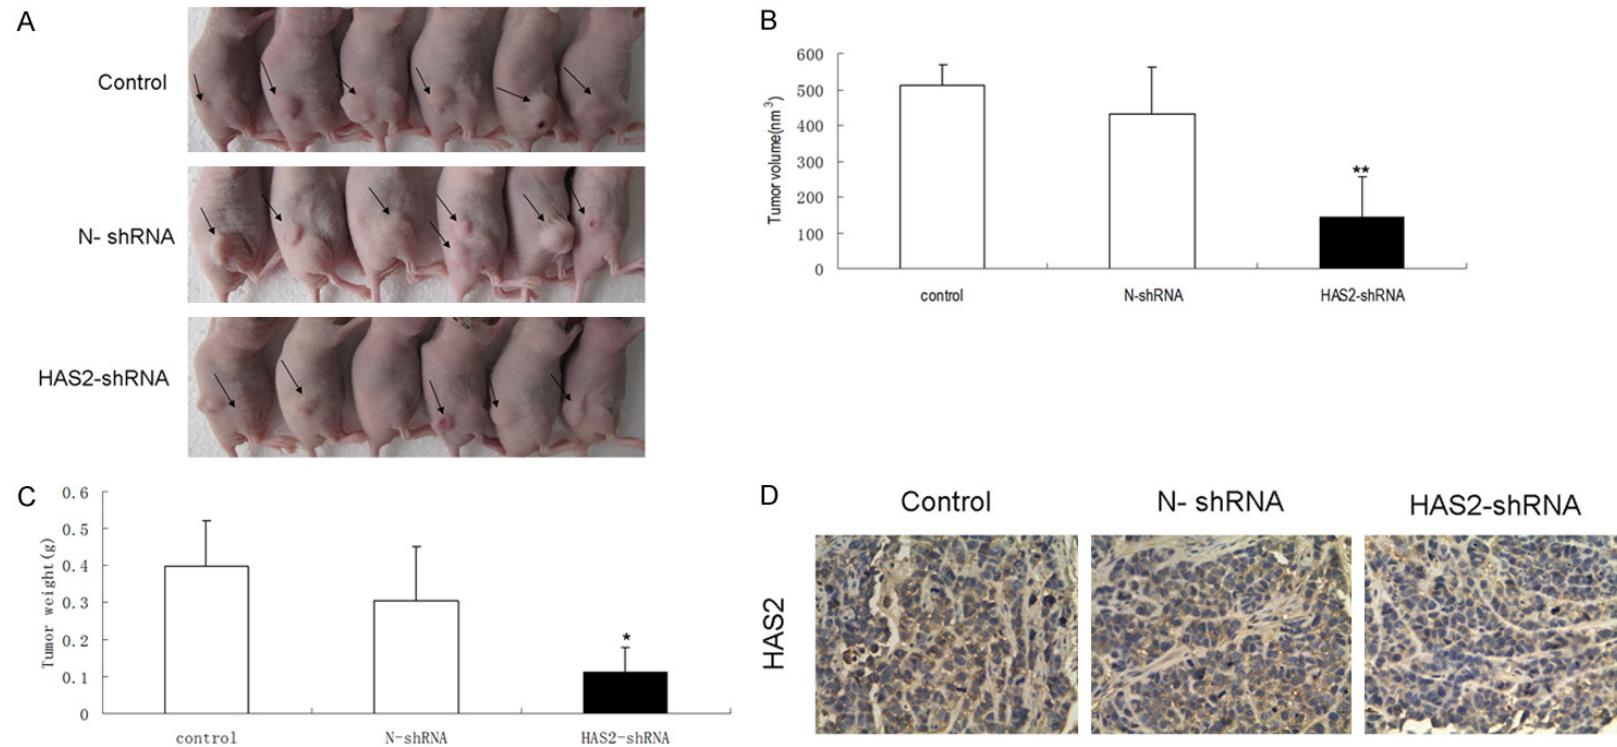 A
Control
N- shRNA
HAS2-shRNA
B
Tumor volume(nm³)
600
500
400
300
200
100
0
**
control
N-shRNA
HAS2-shRNA
C
Tumor weight(g)
0.6
0.5
0.4
0.3
0.2
0.1
0
*
control
N-shRNA
HAS2-shRNA
D
Control
N- shRNA
HAS2-shRNA
HAS2